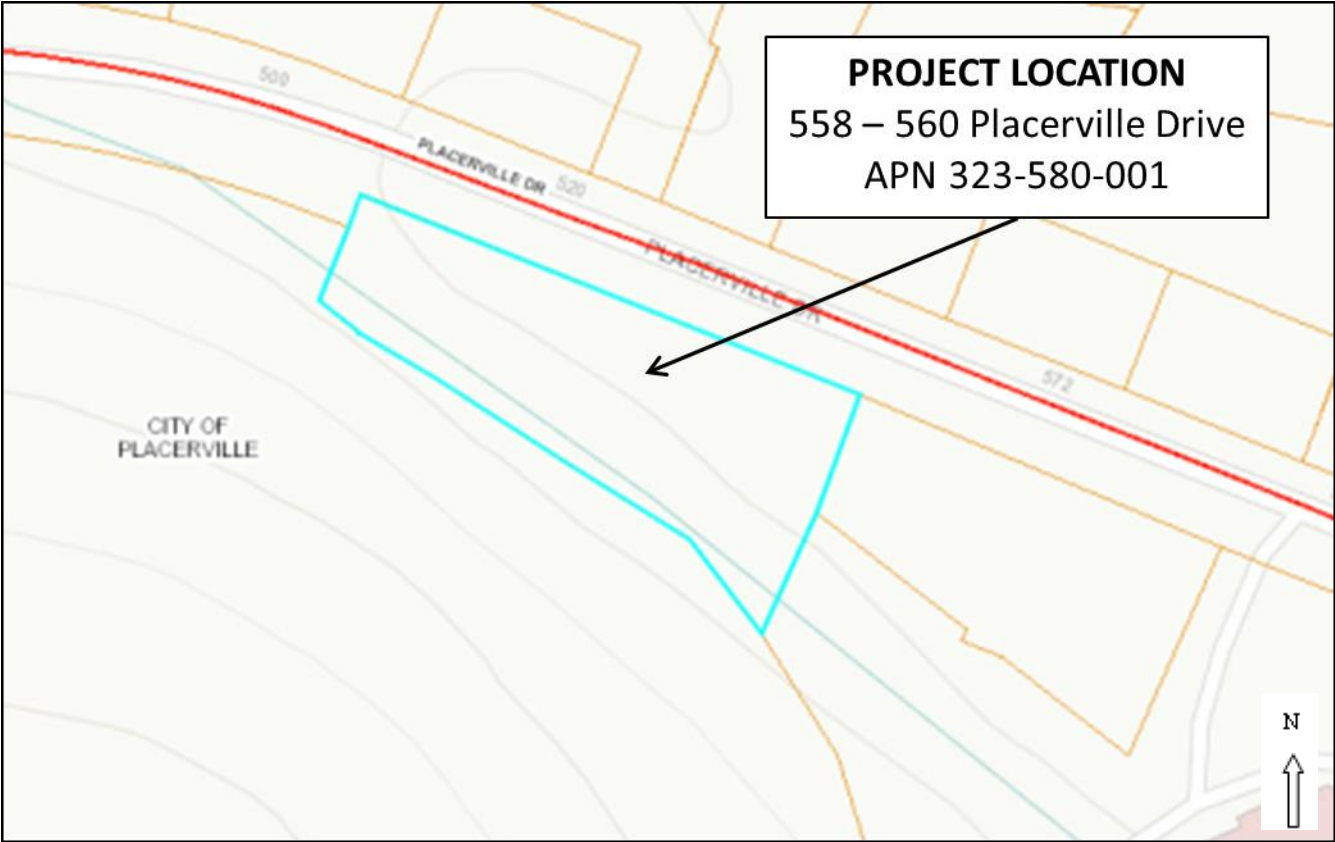 PROJECT LOCATION
558 – 560 Placerville Drive
APN 323-580-001
500
PLACERVILLE DR
520
PLACERVILLE DR
572
CITY OF
PLACERVILLE
N